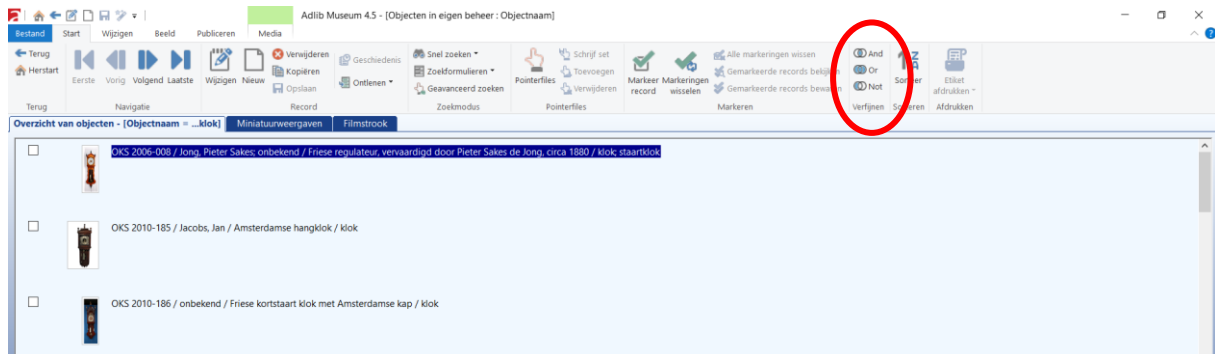 Adlib Museum 4.5 - [Objecten in eigen beheer : Objectnaam]
Bestand Start Wijzigen Beeld Publiceren Media
Terug
Herstart
Terug
Eerste Vorig Volgend Laatste
Navigatie
Wijzigen Nieuw
Verwijderen
Kopiëren
Opslaan
Geschiedenis
Ontlenen
Record
Snel zoeken
Zoekformulieren
Geavanceerd zoeken
Zoekmodus
Pointerfiles
Schrijf set
Toevoegen
Verwijderen
Pointerfiles
Markeer record
Markeringen wisselen
Alle markeringen wissen
Gemarkeerde records bekijken
Gemarkeerde records bewaren
Markeren
And
Or
Not
Verfijnen
Sorteren
Etiket afdrukken
Afdrukken
Overzicht van objecten - [Objectnaam = ...klok] Miniatuurweergaven Filmstrook
OKS 2006-008 / Jong, Pieter Sakes; onbekend / Friese regulateur, vervaardigd door Pieter Sakes de Jong, circa 1880 / klok; staartklok
OKS 2010-185 / Jacobs, Jan / Amsterdamse hangklok / klok
OKS 2010-186 / onbekend / Friese kortstaart klok met Amsterdamse kap / klok